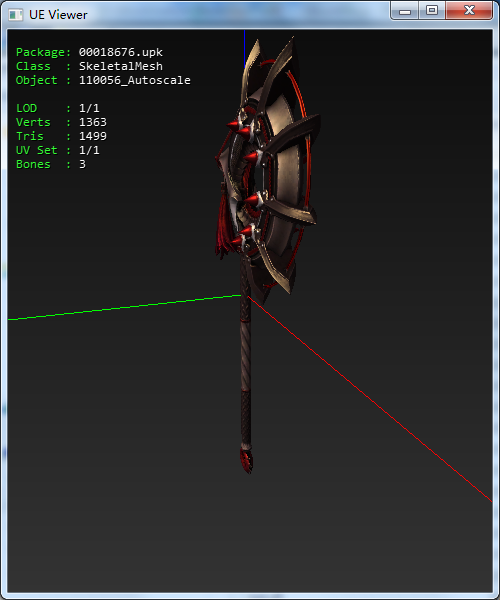 UE Viewer
Package: 00018676.upk
Class  : SkeletalMesh
Object : 110056_Autoscale
LOD    : 1/1
Verts  : 1363
Tris   : 1499
UV Set : 1/1
Bones  : 3